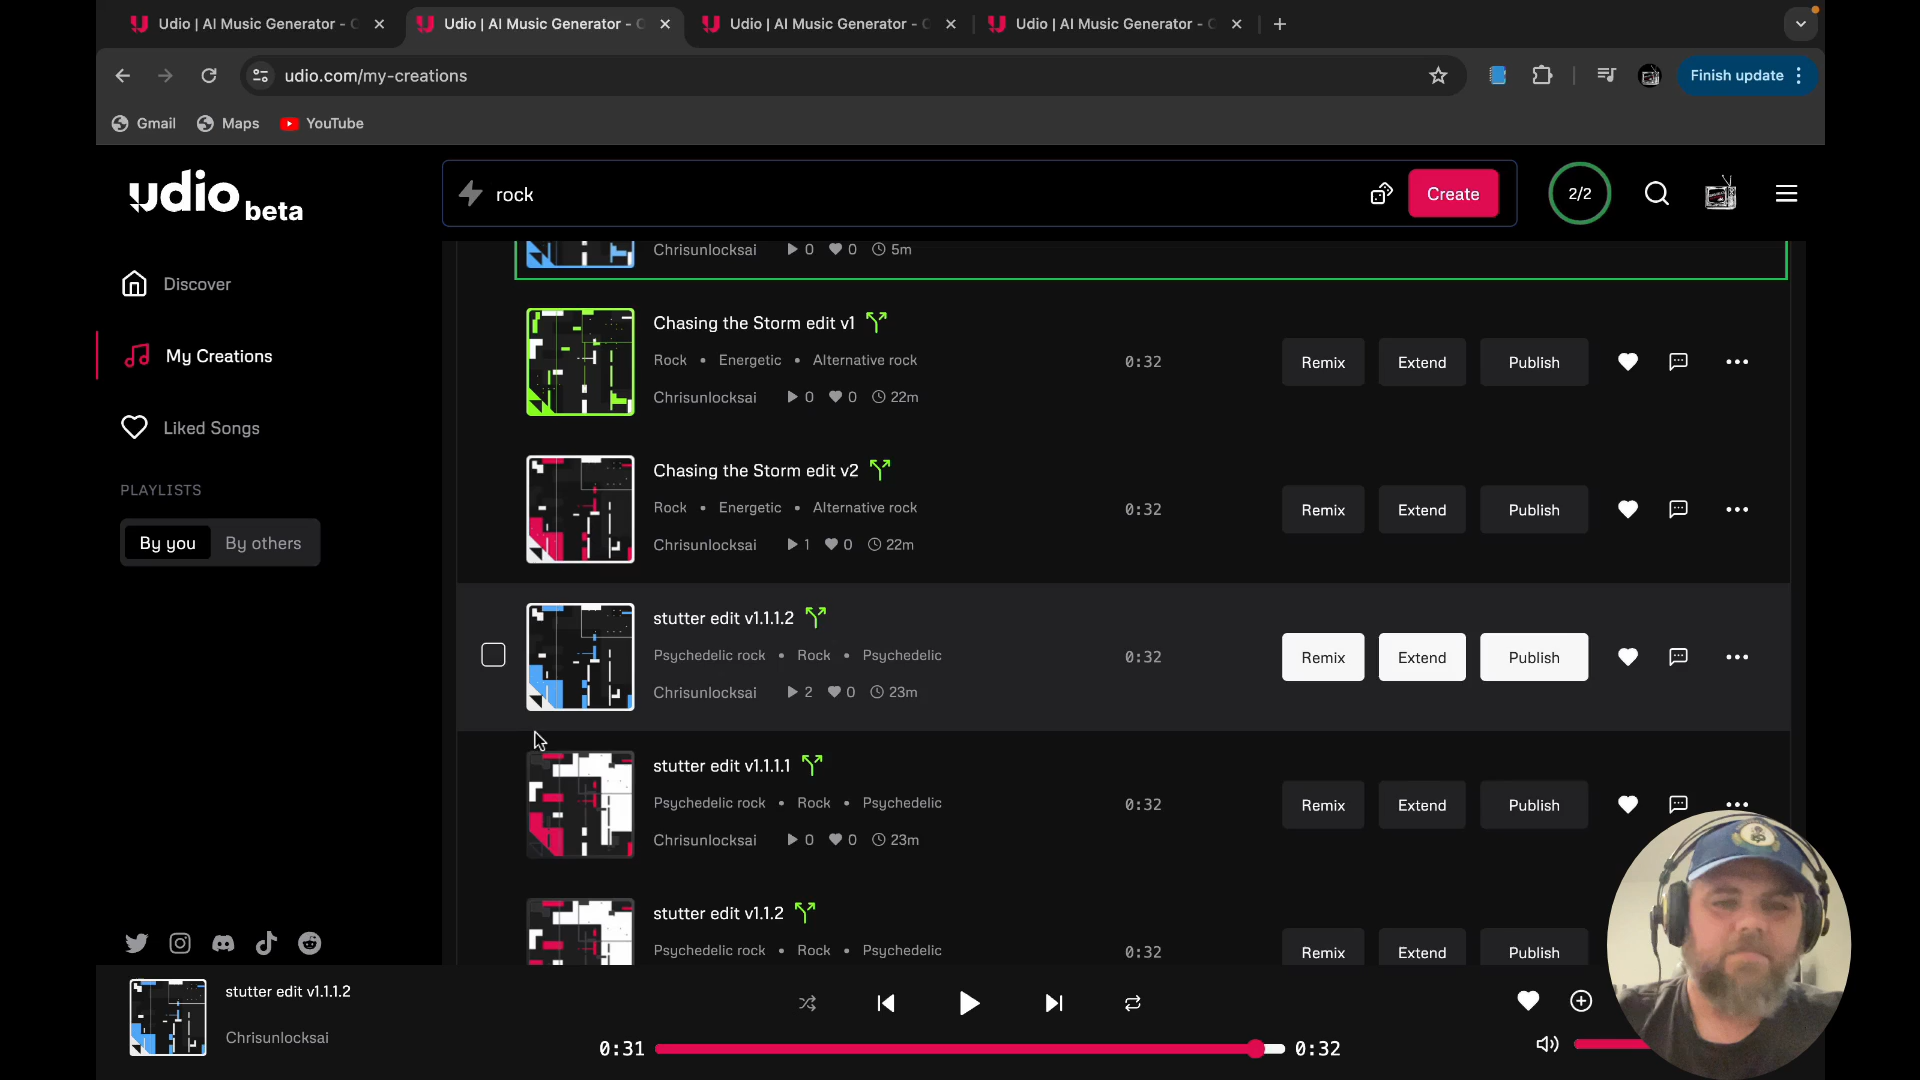 Udio | AI Music Generator - C
Udio | AI Music Generator - C
Udio | AI Music Generator - C
Udio | AI Music Generator - C
udio.com/my-creations
Finish update
Gmail
Maps
YouTube
udio beta
rock
Create
2/2
Discover
My Creations
Liked Songs
PLAYLISTS
By you
By others
Chrisunlocksai 0 0 5m
Chasing the Storm edit v1
Rock • Energetic • Alternative rock
Chrisunlocksai 0 0 22m
0:32
Remix
Extend
Publish
Chasing the Storm edit v2
Rock • Energetic • Alternative rock
Chrisunlocksai 1 0 22m
0:32
Remix
Extend
Publish
stutter edit v1.1.1.2
Psychedelic rock • Rock • Psychedelic
Chrisunlocksai 2 0 23m
0:32
Remix
Extend
Publish
stutter edit v1.1.1.1
Psychedelic rock • Rock • Psychedelic
Chrisunlocksai 0 0 23m
0:32
Remix
Extend
Publish
stutter edit v1.1.2
Psychedelic rock • Rock • Psychedelic
0:32
Remix
Extend
Publish
stutter edit v1.1.1.2
Chrisunlocksai
0:31
0:32